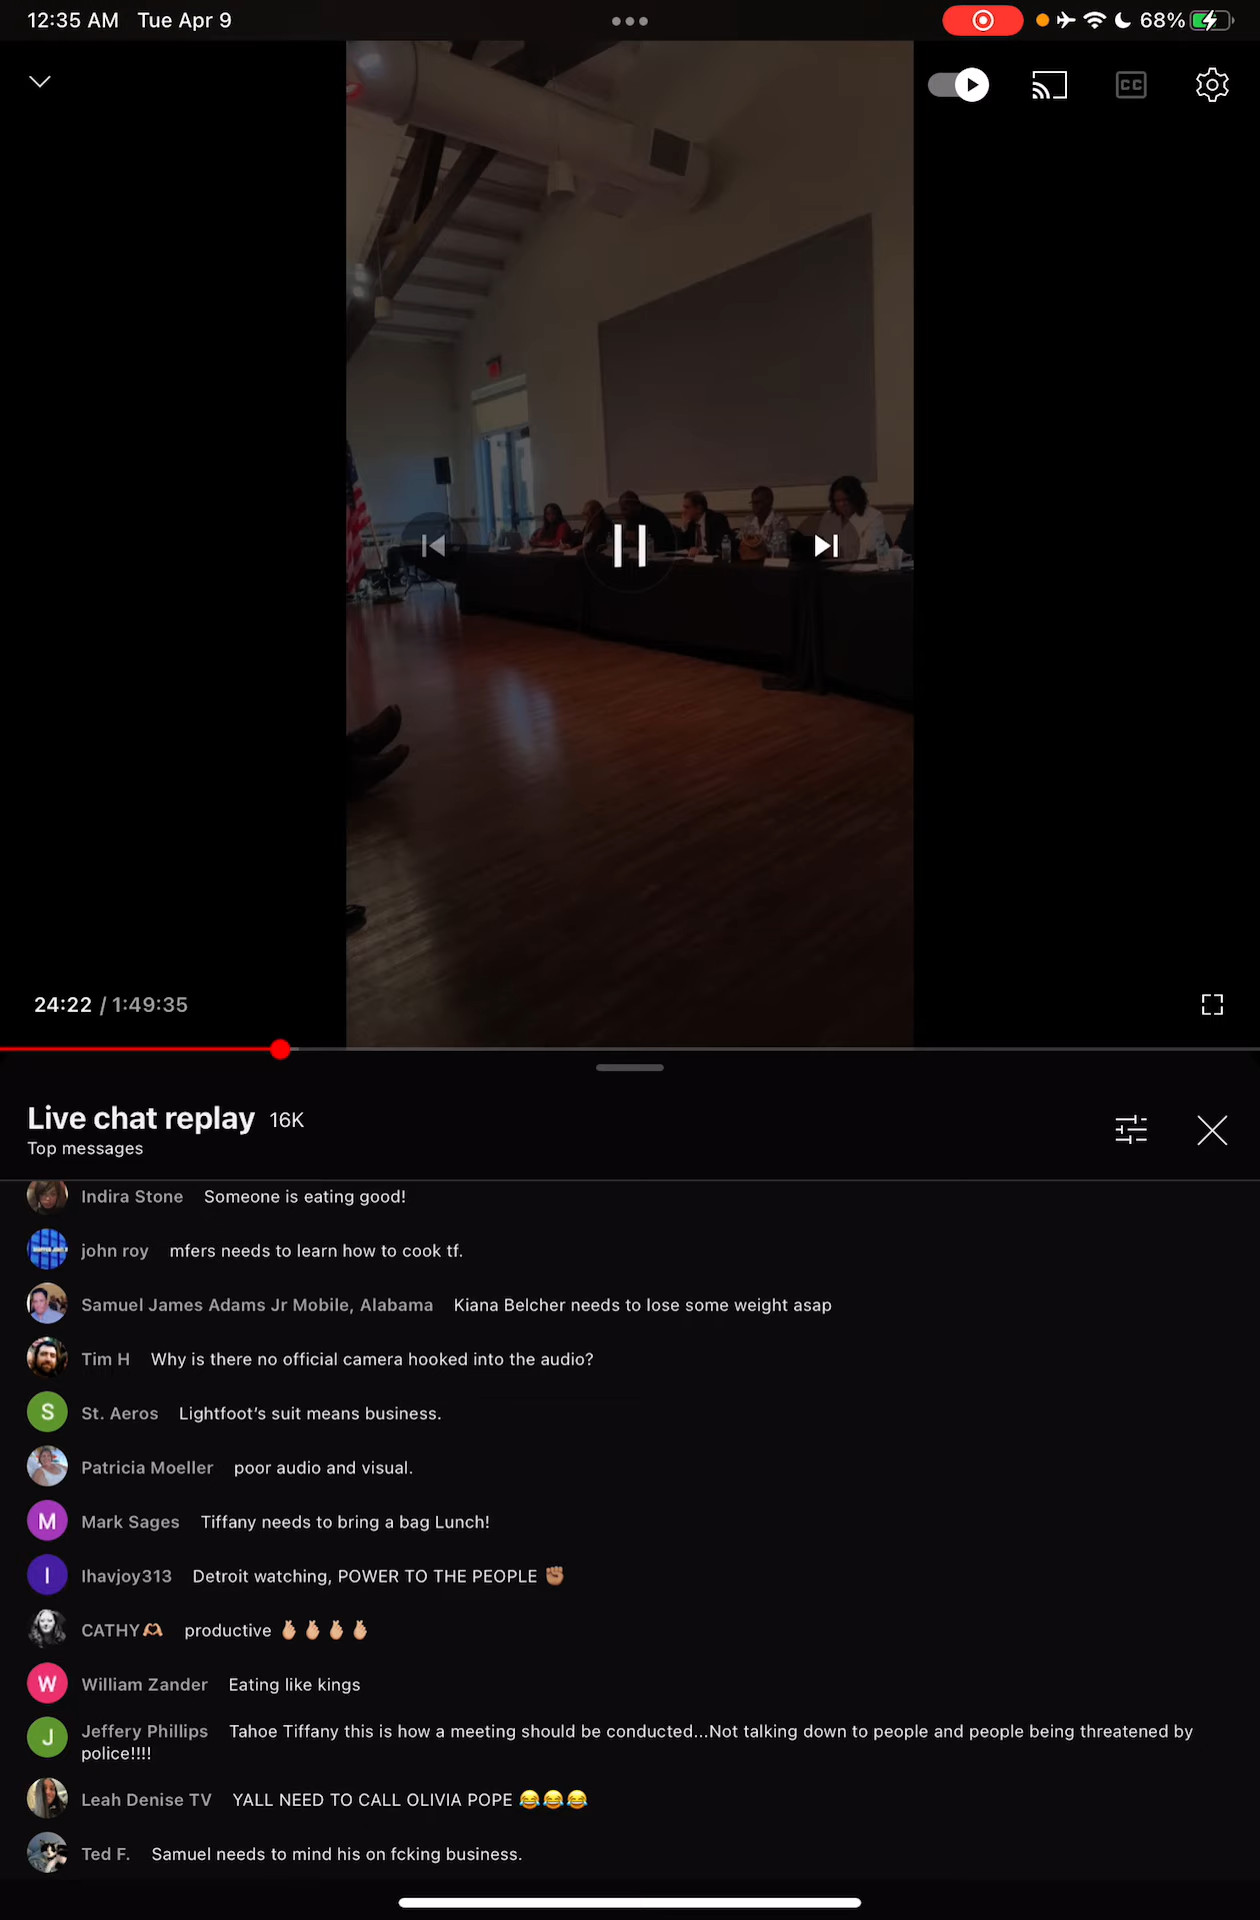 12:35 AM Tue Apr 9
68%
CC
24:22 / 1:49:35
Live chat replay 16K
Top messages
Indira Stone Someone is eating good!
john roy mfers needs to learn how to cook tf.
Samuel James Adams Jr Mobile, Alabama Kiana Belcher needs to lose some weight asap
Tim H Why is there no official camera hooked into the audio?
S St. Aeros Lightfoot's suit means business.
Patricia Moeller poor audio and visual.
M Mark Sages Tiffany needs to bring a bag Lunch!
I Ihavjoy313 Detroit watching, POWER TO THE PEOPLE ✊🏽
CATHY🫶🏽 productive 🫰🏼🫰🏼🫰🏼🫰🏼
W William Zander Eating like kings
J Jeffery Phillips Tahoe Tiffany this is how a meeting should be conducted...Not talking down to people and people being threatened by
police!!!!
Leah Denise TV YALL NEED TO CALL OLIVIA POPE 😂😂😂
Ted F. Samuel needs to mind his on fcking business.